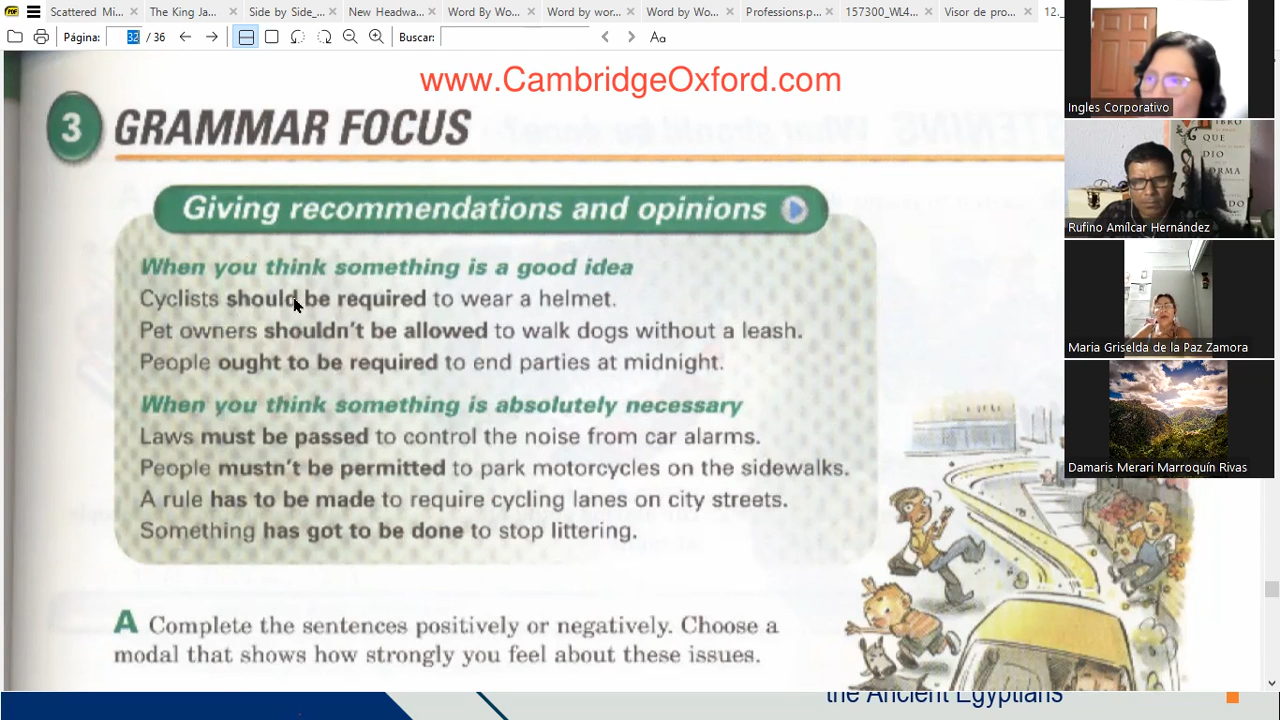 Scattered Mi...
The King Ja...
Side by Side_...
New Headwa...
Word By Wo...
Word by wor...
Word by Wo...
Professions.p...
157300_WL4...
Visor de pro...
12._
Página:
32 / 36
Buscar:
Aa
www.CambridgeOxford.com
3 GRAMMAR FOCUS
Giving recommendations and opinions
When you think something is a good idea
Cyclists should be required to wear a helmet.
Pet owners shouldn't be allowed to walk dogs without a leash.
People ought to be required to end parties at midnight.
When you think something is absolutely necessary
Laws must be passed to control the noise from car alarms.
People mustn't be permitted to park motorcycles on the sidewalks.
A rule has to be made to require cycling lanes on city streets.
Something has got to be done to stop littering.
A Complete the sentences positively or negatively. Choose a
modal that shows how strongly you feel about these issues.
the Ancient Egyptians
Ingles Corporativo
QUE
DIO
Rufino Amílcar Hernández
Maria Griselda de la Paz Zamora
Damaris Merari Marroquín Rivas